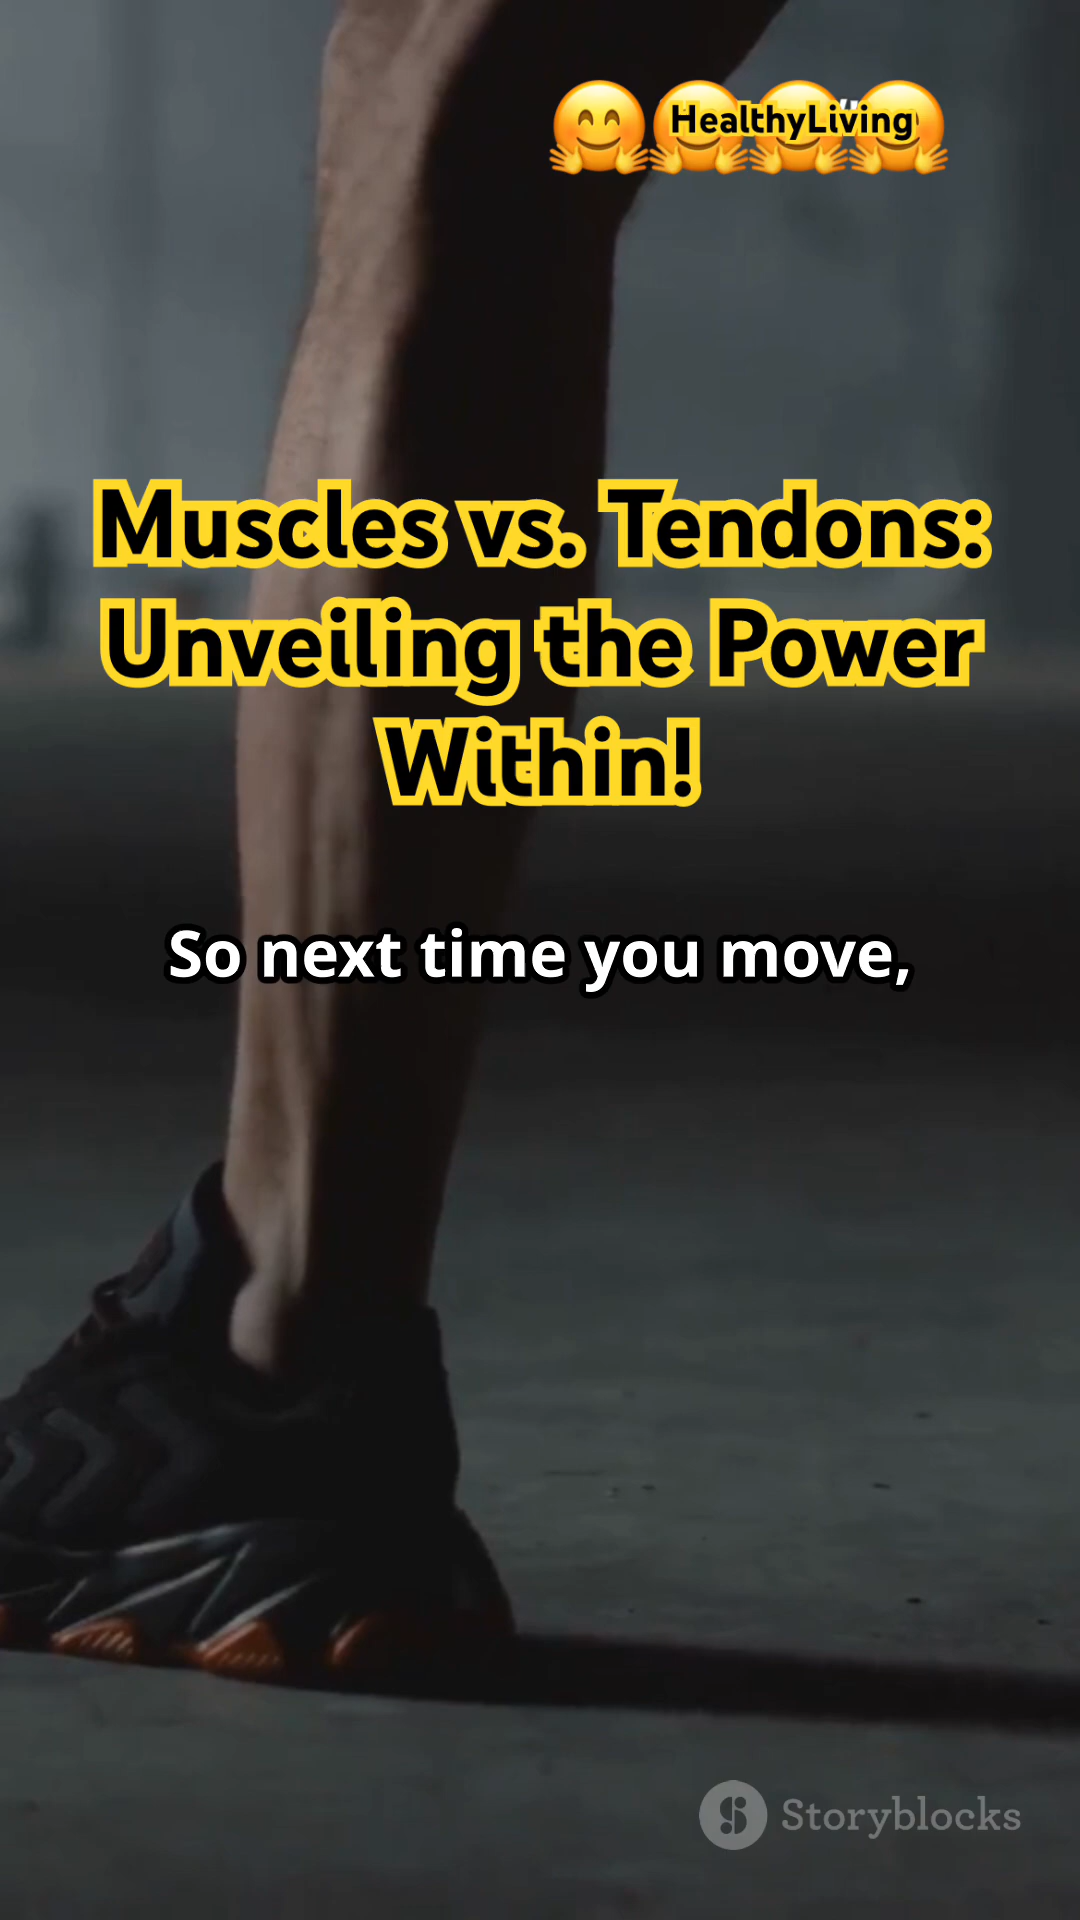 HealthyLiving
Muscles vs. Tendons:
Unveiling the Power
Within!
So next time you move,
Storyblocks